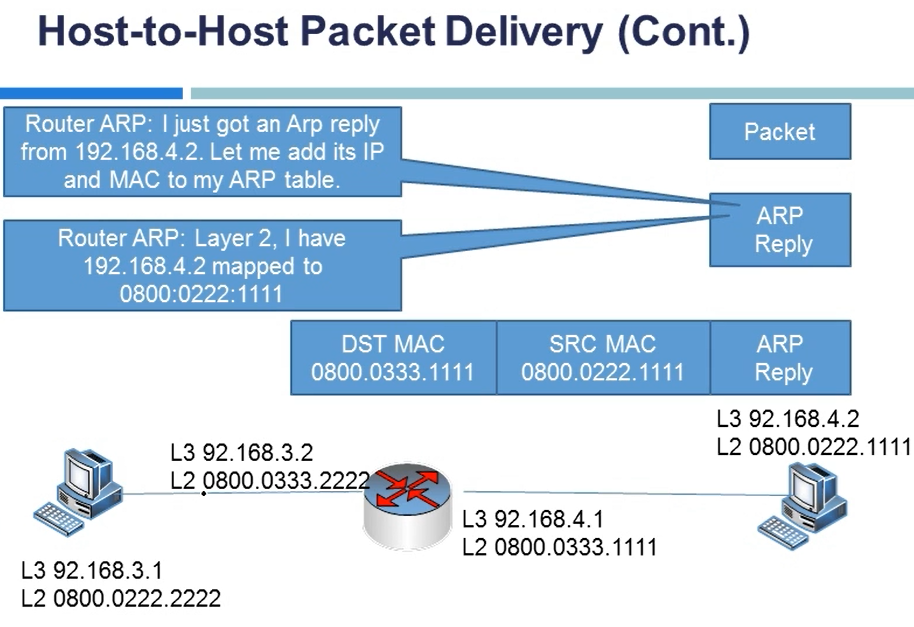 Host-to-Host Packet Delivery (Cont.)
Router ARP: I just got an Arp reply
from 192.168.4.2. Let me add its IP
and MAC to my ARP table.
Packet
ARP
Reply
Router ARP: Layer 2, I have
192.168.4.2 mapped to
0800:0222:1111
DST MAC
0800.0333.1111
SRC MAC
0800.0222.1111
ARP
Reply
L3 92.168.4.2
L2 0800.0222.1111
L3 92.168.3.2
L2 0800.0333.2222
L3 92.168.4.1
L2 0800.0333.1111
L3 92.168.3.1
L2 0800.0222.2222